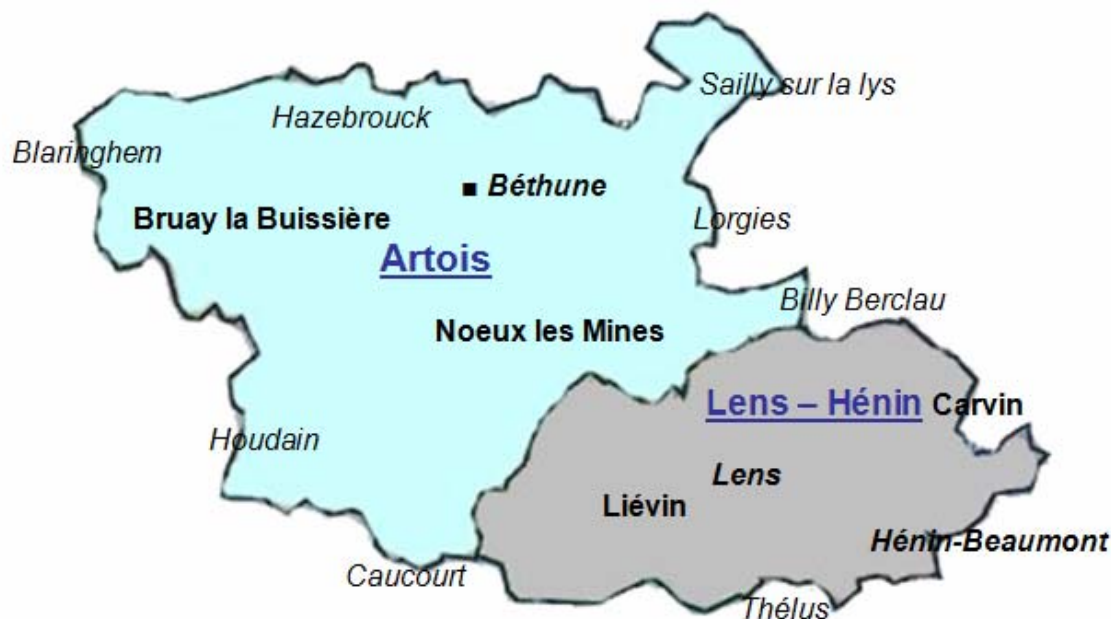 Sailly sur la lys
Hazebrouck
Blaringhem
Béthune
Bruay la Buissière
Lorgies
Artois
Billy Berclau
Noeux les Mines
Lens – Hénin
Carvin
Houdain
Lens
Liévin
Hénin-Beaumont
Caucourt
Thélus